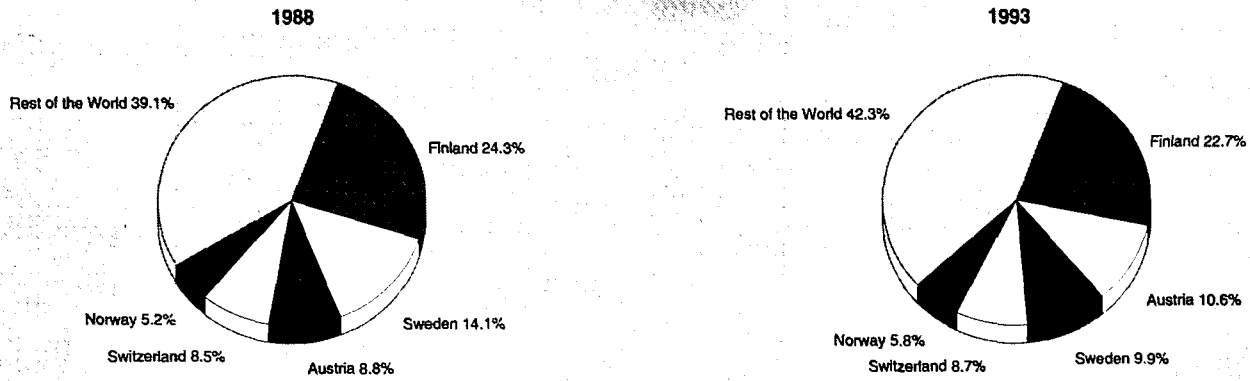 1988
Rest of the World 39.1%
Finland 24.3%
Norway 5.2%
Sweden 14.1%
Switzerland 8.5%
Austria 8.8%
1993
Rest of the World 42.3%
Finland 22.7%
Austria 10.6%
Norway 5.8%
Sweden 9.9%
Switzerland 8.7%